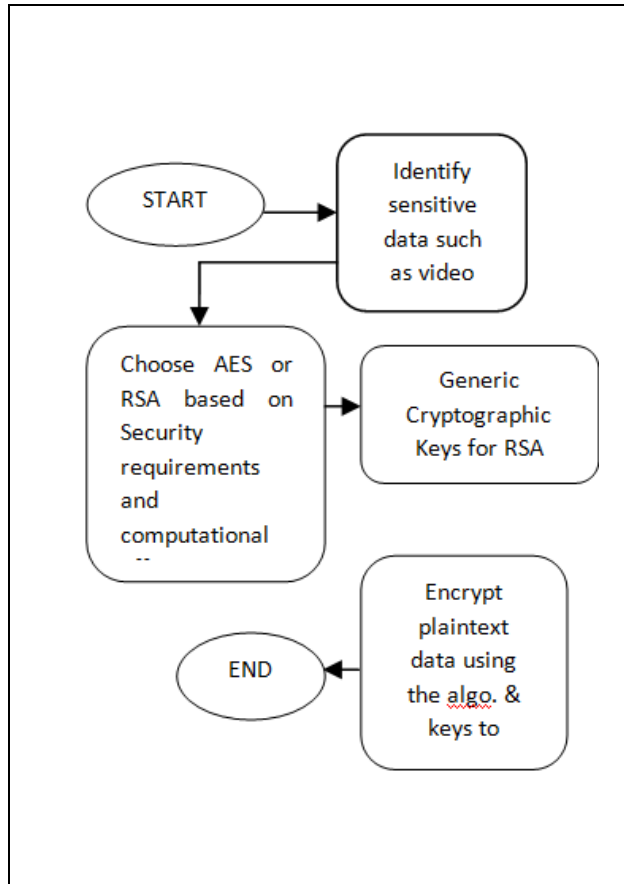 START
Identify
sensitive
data such
as video
Choose AES or
RSA based on
Security
requirements
and
computational
Generic
Cryptographic
Keys for RSA
Encrypt
plaintext
data using
the algo. &
keys to
END